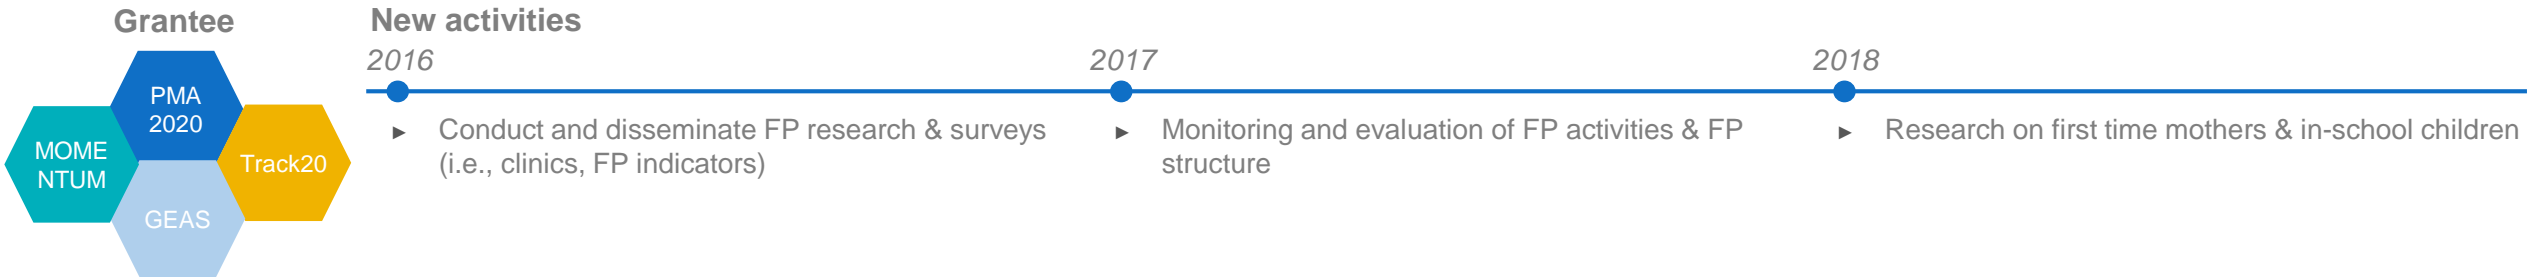 Grantee
PMA
2020
MOME
NTUM
Track20
GEAS
New activities
2016
► Conduct and disseminate FP research & surveys
(i.e., clinics, FP indicators)
2017
► Monitoring and evaluation of FP activities & FP
structure
2018
► Research on first time mothers & in-school children